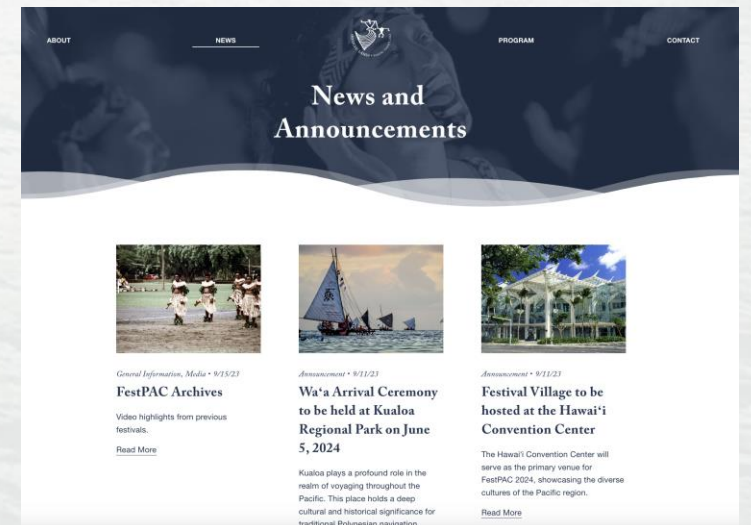 ABOUT
NEWS
PROGRAM
CONTACT
News and
Announcements
General Information, Media • 9/15/23
FestPAC Archives
Video highlights from previous
festivals.
Read More
Announcement • 9/11/23
Waʻa Arrival Ceremony
to be held at Kualoa
Regional Park on June
5, 2024
Kualoa plays a profound role in the
realm of voyaging throughout the
Pacific. This place holds a deep
cultural and historical significance for
traditional Polynesian navigation
Announcement • 9/11/23
Festival Village to be
hosted at the Hawaiʻi
Convention Center
The Hawai'i Convention Center will
serve as the primary venue for
FestPAC 2024, showcasing the diverse
cultures of the Pacific region.
Read More